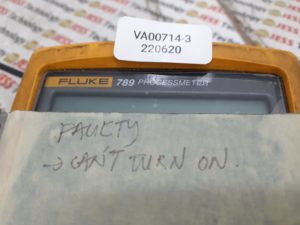 VA00714-3
220620
FLUKE 789 PROCESSMETER
FAULTY
→ CAN'T TURN ON.